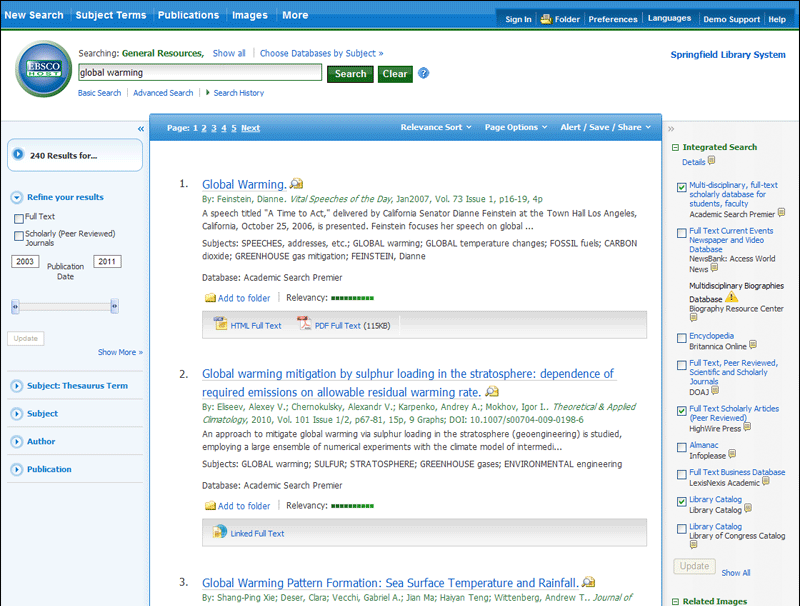 New Search Subject Terms Publications Images More
Sign In Folder Preferences Languages Demo Support Help
EBSCO
HOST
Searching: General Resources, Show all Choose Databases by Subject »
global warming Search Clear ?
Basic Search Advanced Search Search History
Springfield Library System
«
240 Results for...
Refine your results
Full Text
Scholarly (Peer Reviewed)
Journals
2003 Publication 2011
Date
Update
Show More »
Subject: Thesaurus Term
Subject
Author
Publication
Page: 1 2 3 4 5 Next Relevance Sort Page Options Alert / Save / Share
1. Global Warming.
By: Feinstein, Dianne. Vital Speeches of the Day, Jan2007, Vol. 73 Issue 1, p16-19, 4p
A speech titled "A Time to Act," delivered by California Senator Dianne Feinstein at the Town Hall Los Angeles,
California, October 25, 2006, is presented. Feinstein focuses her speech on global ...
Subjects: SPEECHES, addresses, etc.; GLOBAL warming; GLOBAL temperature changes; FOSSIL fuels; CARBON
dioxide; GREENHOUSE gas mitigation; FEINSTEIN, Dianne
Database: Academic Search Premier
Add to folder Relevancy:
HTML Full Text PDF Full Text (115KB)
2. Global warming mitigation by sulphur loading in the stratosphere: dependence of
required emissions on allowable residual warming rate.
By: Eliseev, Alexey V.; Chernokulsky, Alexandr V.; Karpenko, Andrey A.; Mokhov, Igor I.. Theoretical & Applied
Climatology, 2010, Vol. 101 Issue 1/2, p67-81, 15p, 9 Graphs; DOI: 10.1007/s00704-009-0198-6
An approach to mitigate global warming via sulphur loading in the stratosphere (geoengineering) is studied,
employing a large ensemble of numerical experiments with the climate model of intermedi...
Subjects: GLOBAL warming; SULFUR; STRATOSPHERE; GREENHOUSE gases; ENVIRONMENTAL engineering
Database: Academic Search Premier
Add to folder Relevancy:
Linked Full Text
3. Global Warming Pattern Formation: Sea Surface Temperature and Rainfall.
By: Shang-Ping Xie; Deser, Clara; Vecchi, Gabriel A.; Jian Ma; Haiyan Teng; Wittenberg, Andrew T.. Journal of
»
Integrated Search
Details
Multi-disciplinary, full-text
scholarly database for
students, faculty
Academic Search Premier
Full Text Current Events
Newspaper and Video
Database
NewsBank: Access World
News
Multidisciplinary Biographies
Database
Biography Resource Center
Encyclopedia
Britannica Online
Full Text, Peer Reviewed,
Scientific and Scholarly
Journals
DOAJ
Full Text Scholarly Articles
(Peer Reviewed)
HighWire Press
Almanac
Infoplease
Full Text Business Database
LexisNexis Academic
Library Catalog
Library Catalog
Library Catalog
Library of Congress Catalog
Update Show All
Related Images